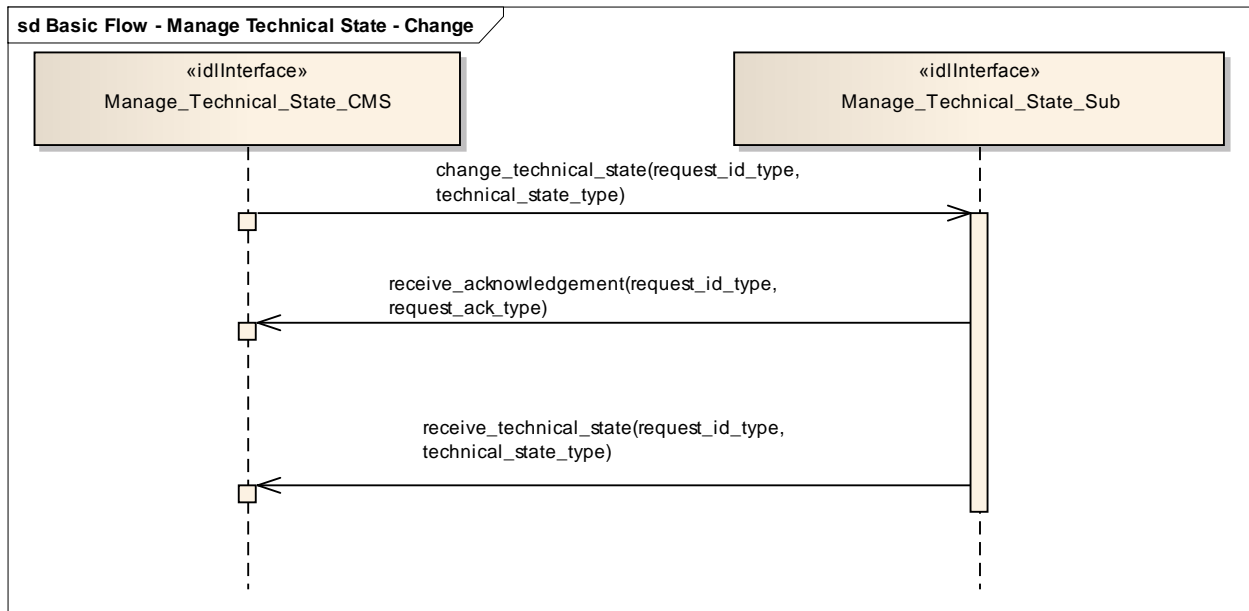 sd Basic Flow - Manage Technical State - Change
«idlInterface»
Manage_Technical_State_CMS
«idlInterface»
Manage_Technical_State_Sub
change_technical_state(request_id_type,
technical_state_type)
receive_acknowledgement(request_id_type,
request_ack_type)
receive_technical_state(request_id_type,
technical_state_type)